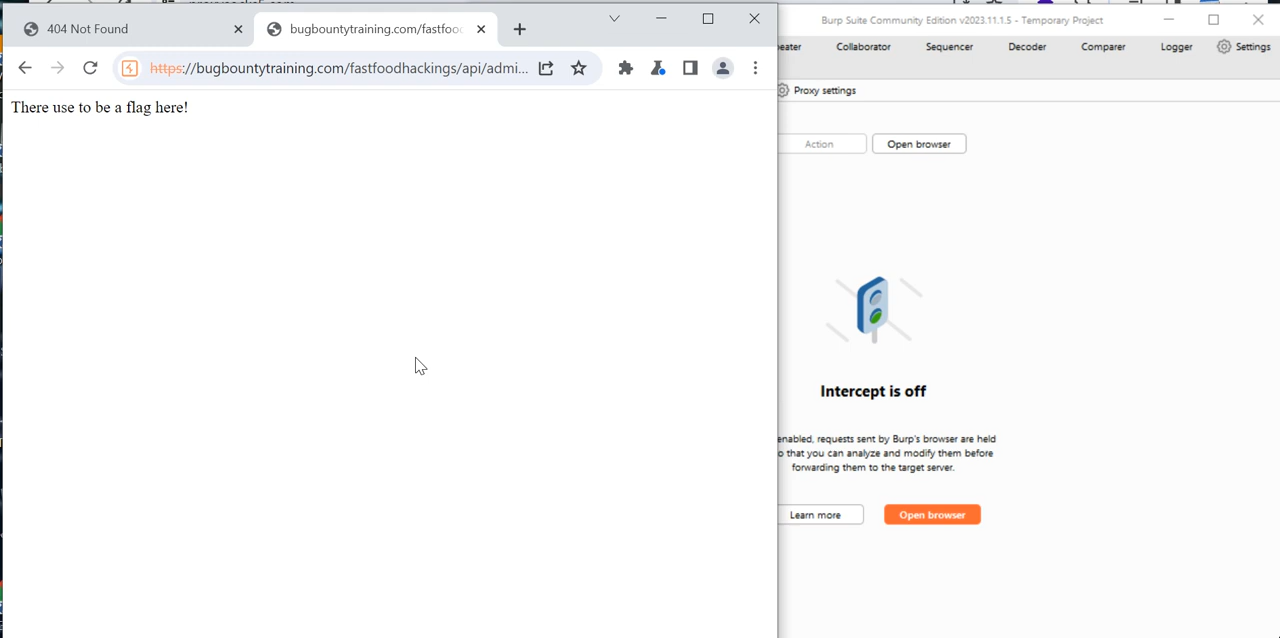 404 Not Found
bugbountytraining.com/fastfoo
https://bugbountytraining.com/fastfoodhackings/api/admi...
There use to be a flag here!
Burp Suite Community Edition v2023.11.1.5 - Temporary Project
eater Collaborator Sequencer Decoder Comparer Logger Settings
Proxy settings
Action Open browser
Intercept is off
enabled, requests sent by Burp's browser are held
o that you can analyze and modify them before
forwarding them to the target server.
Learn more Open browser